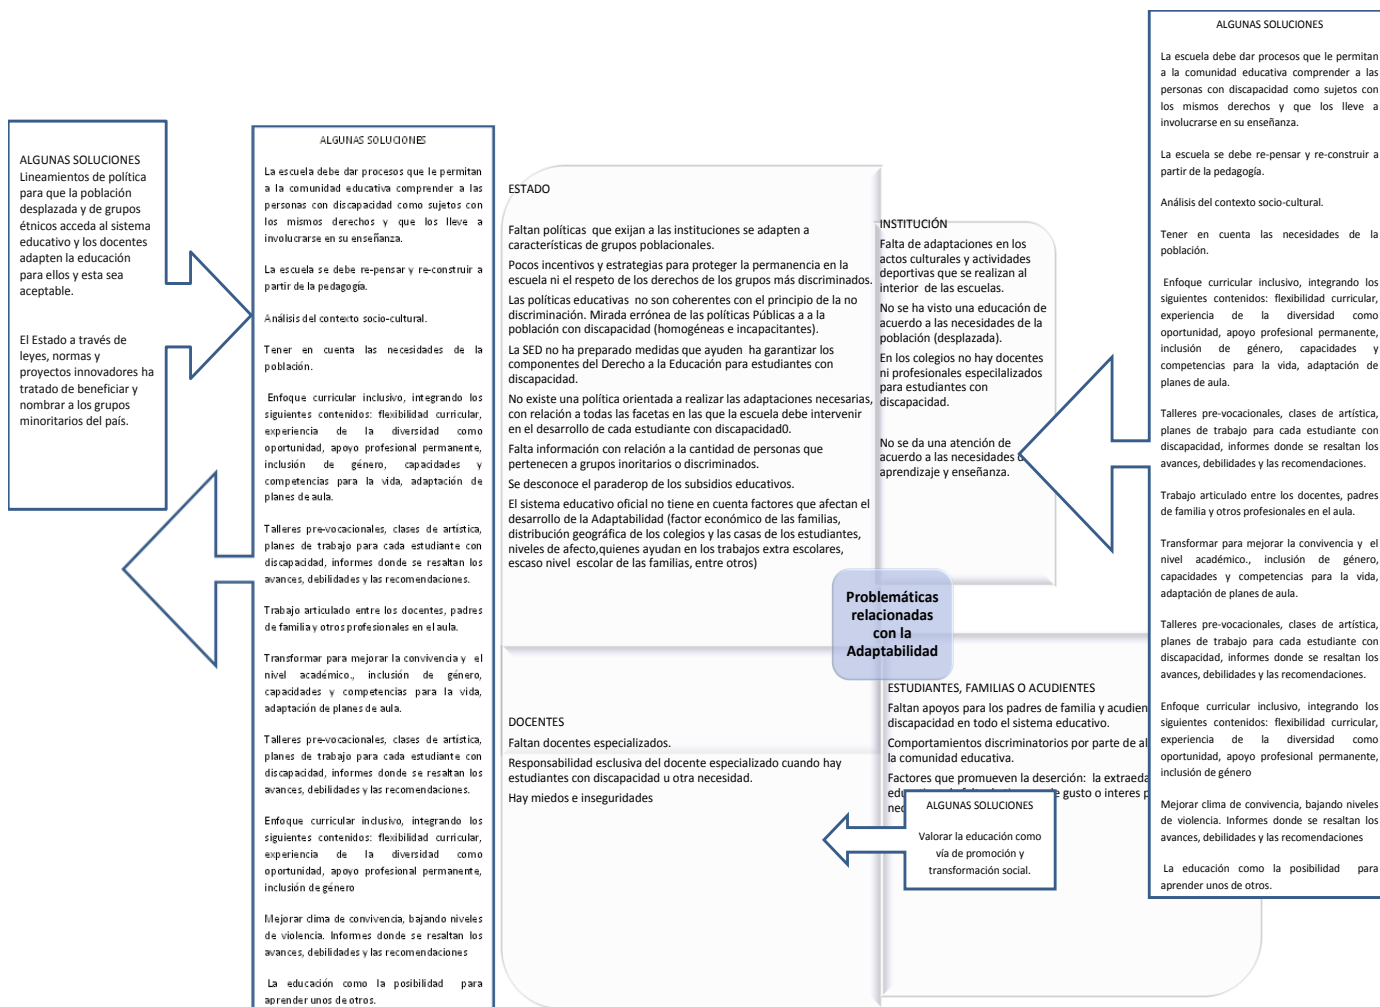 ALGUNAS SOLUCIONES
Lineamientos de política
para que la población
desplazada y de grupos
étnicos acceda al sistema
educativo y los docentes
adapten la educación
para ellos y esta sea
aceptable.
El Estado a través de
leyes, normas y
proyectos innovadores ha
tratado de beneficiar y
nombrar a los grupos
minoritarios del país.
ALGUNAS SOLUCIONES
La escuela debe dar procesos que le permitan
a la comunidad educativa comprender a las
personas con discapacidad como sujetos con
los mismos derechos y que los lleve a
involucrarse en su enseñanza.
La escuela se debe re-pensar y re-construir a
partir de la pedagogía.
Análisis del contexto socio-cultural.
Tener en cuenta las necesidades de la
población.
Enfoque curricular inclusivo, integrando los
siguientes contenidos: flexibilidad curricular,
experiencia de la diversidad como
oportunidad, apoyo profesional permanente,
inclusión de género, capacidades y
competencias para la vida, adaptación de
planes de aula.
Talleres pre-vocacionales, clases de artística,
planes de trabajo para cada estudiante con
discapacidad, informes donde se resaltan los
avances, debilidades y las recomendaciones.
Trabajo articulado entre los docentes, padres
de familia y otros profesionales en el aula.
Transformar para mejorar la convivencia y el
nivel académico., inclusión de género,
capacidades y competencias para la vida,
adaptación de planes de aula.
Talleres pre-vocacionales, clases de artística,
planes de trabajo para cada estudiante con
discapacidad, informes donde se resaltan los
avances, debilidades y las recomendaciones.
Enfoque curricular inclusivo, integrando los
siguientes contenidos: flexibilidad curricular,
experiencia de la diversidad como
oportunidad, apoyo profesional permanente,
inclusión de género
Mejorar clima de convivencia, bajando niveles
de violencia. Informes donde se resaltan los
avances, debilidades y las recomendaciones
La educación como la posibilidad para
aprender unos de otros.
ESTADO
Faltan políticas que exijan a las instituciones se adapten a
características de grupos poblacionales.
Pocos incentivos y estrategias para proteger la permanencia en la
escuela ni el respeto de los derechos de los grupos más discriminados.
Las políticas educativas no son coherentes con el principio de la no
discriminación. Mirada errónea de las políticas Públicas a a la
población con discapacidad (homogéneas e incapacitantes).
La SED no ha preparado medidas que ayuden ha garantizar los
componentes del Derecho a la Educación para estudiantes con
discapacidad.
No existe una política orientada a realizar las adaptaciones necesarias,
con relación a todas las facetas en las que la escuela debe intervenir
en el desarrollo de cada estudiante con discapacidad0.
Falta información con relación a la cantidad de personas que
pertenecen a grupos inoritarios o discriminados.
Se desconoce el paraderop de los subsidios educativos.
El sistema educativo oficial no tiene en cuenta factores que afectan el
desarrollo de la Adaptabilidad (factor económico de las familias,
distribución geográfica de los colegios y las casas de los estudiantes,
niveles de afecto,quienes ayudan en los trabajos extra escolares,
escaso nivel escolar de las familias, entre otros)
INSTITUCIÓN
Falta de adaptaciones en los
actos culturales y actividades
deportivas que se realizan al
interior de las escuelas.
No se ha visto una educación de
acuerdo a las necesidades de la
población (desplazada).
En los colegios no hay docentes
ni profesionales especilalizados
para estudiantes con
discapacidad.
No se da una atención de
acuerdo a las necesidades
aprendizaje y enseñanza.
Problemáticas
relacionadas
con la
Adaptabilidad
DOCENTES
Faltan docentes especializados.
Responsabilidad esclusiva del docente especializado cuando hay
estudiantes con discapacidad u otra necesidad.
Hay miedos e inseguridades
ESTUDIANTES, FAMILIAS O ACUDIENTES
Faltan apoyos para los padres de familia y
discapacidad en todo el sistema educativo.
Comportamientos discriminatorios por parte de
la comunidad educativa.
Factores que promueven la deserción: la
gusto o interes
ALGUNAS SOLUCIONES
Valorar la educación como
vía de promoción y
transformación social.
ALGUNAS SOLUCIONES
La escuela debe dar procesos que le permitan
a la comunidad educativa comprender a las
personas con discapacidad como sujetos con
los mismos derechos y que los lleve a
involucrarse en su enseñanza.
La escuela se debe re-pensar y re-construir a
partir de la pedagogía.
Análisis del contexto socio-cultural.
Tener en cuenta las necesidades de la
población.
Enfoque curricular inclusivo, integrando los
siguientes contenidos: flexibilidad curricular,
experiencia de la diversidad como
oportunidad, apoyo profesional permanente,
inclusión de género, capacidades y
competencias para la vida, adaptación de
planes de aula.
Talleres pre-vocacionales, clases de artística,
planes de trabajo para cada estudiante con
discapacidad, informes donde se resaltan los
avances, debilidades y las recomendaciones.
Trabajo articulado entre los docentes, padres
de familia y otros profesionales en el aula.
Transformar para mejorar la convivencia y el
nivel académico., inclusión de género,
capacidades y competencias para la vida,
adaptación de planes de aula.
Talleres pre-vocacionales, clases de artística,
planes de trabajo para cada estudiante con
discapacidad, informes donde se resaltan los
avances, debilidades y las recomendaciones.
Enfoque curricular inclusivo, integrando los
siguientes contenidos: flexibilidad curricular,
experiencia de la diversidad como
oportunidad, apoyo profesional permanente,
inclusión de género
Mejorar clima de convivencia, bajando niveles
de violencia. Informes donde se resaltan los
avances, debilidades y las recomendaciones
La educación como la posibilidad para
aprender unos de otros.